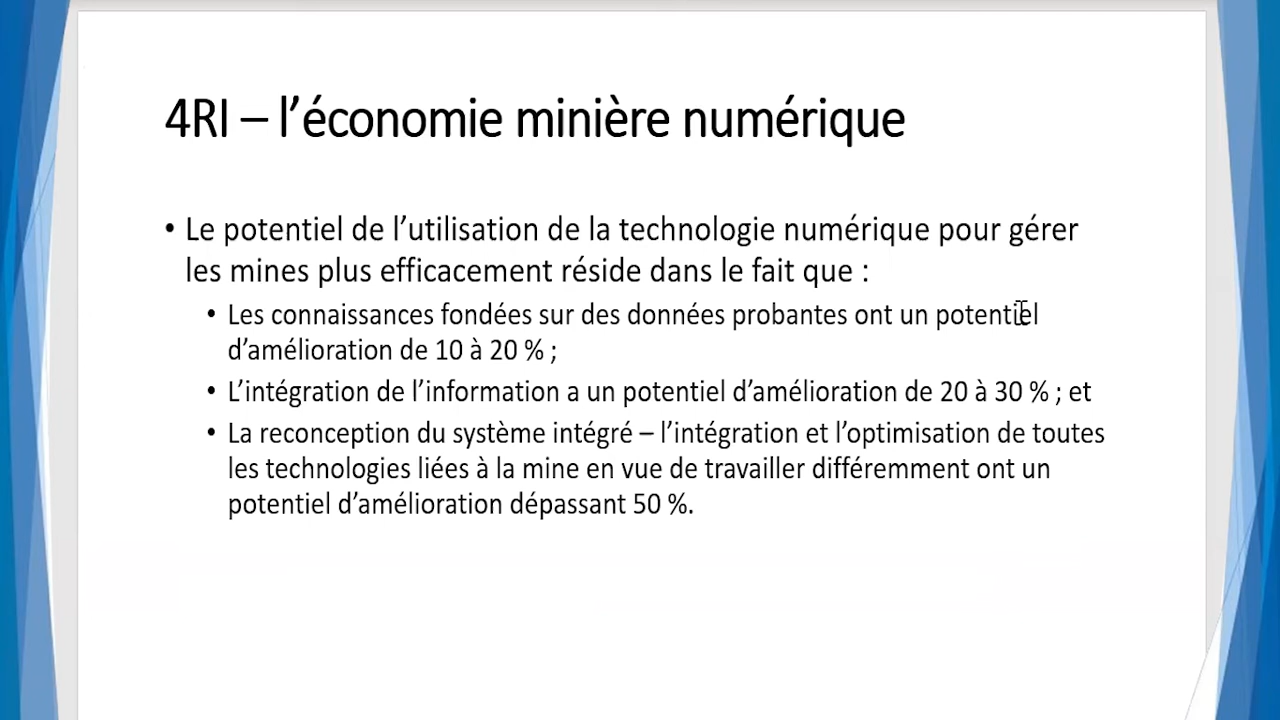 4RI – l’économie minière numérique
• Le potentiel de l’utilisation de la technologie numérique pour gérer
les mines plus efficacement réside dans le fait que :
• Les connaissances fondées sur des données probantes ont un potentiel
d’amélioration de 10 à 20 % ;
• L’intégration de l’information a un potentiel d’amélioration de 20 à 30 % ; et
• La reconception du système intégré – l’intégration et l’optimisation de toutes
les technologies liées à la mine en vue de travailler différemment ont un
potentiel d’amélioration dépassant 50 %.